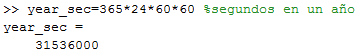 >> year_sec=365*24*60*60 %segundos en un año
year_sec =
31536000